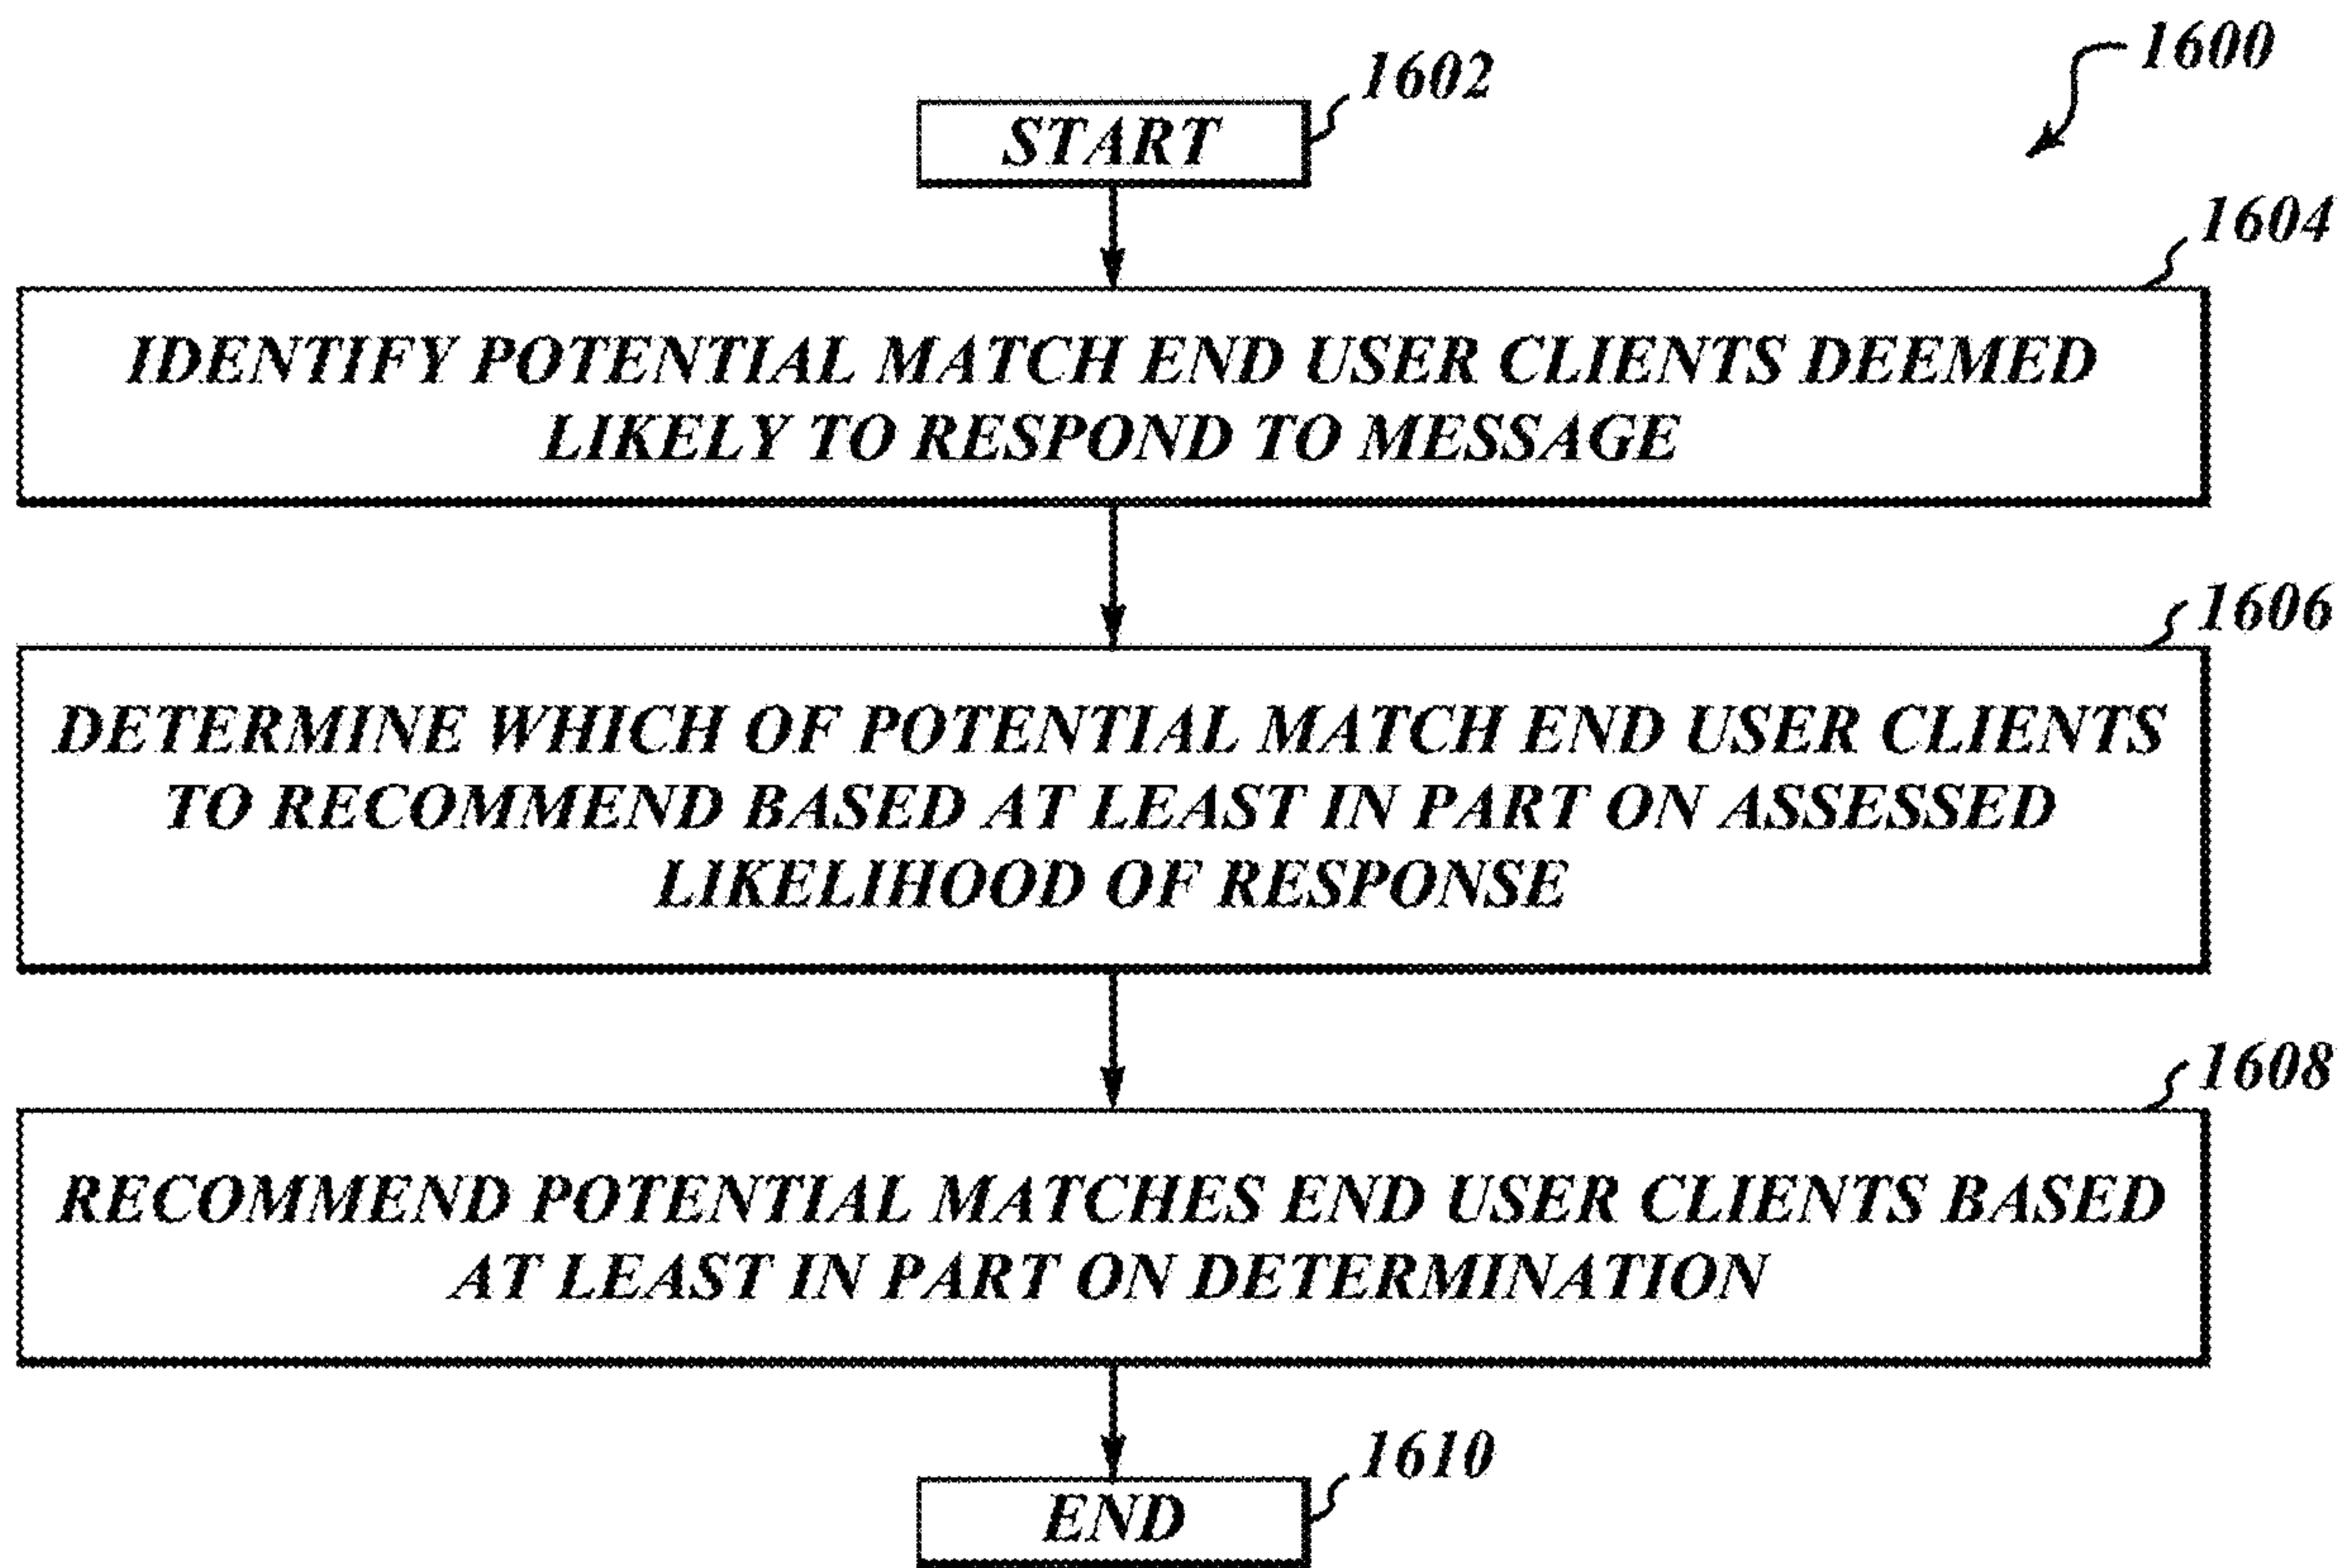 1600
1602
START
1604
IDENTIFY POTENTIAL MATCH END USER CLIENTS DEEMED
LIKELY TO RESPOND TO MESSAGE
1606
DETERMINE WHICH OF POTENTIAL MATCH END USER CLIENTS
TO RECOMMEND BASED AT LEAST IN PART ON ASSESSED
LIKELIHOOD OF RESPONSE
1608
RECOMMEND POTENTIAL MATCHES END USER CLIENTS BASED
AT LEAST IN PART ON DETERMINATION
1610
END